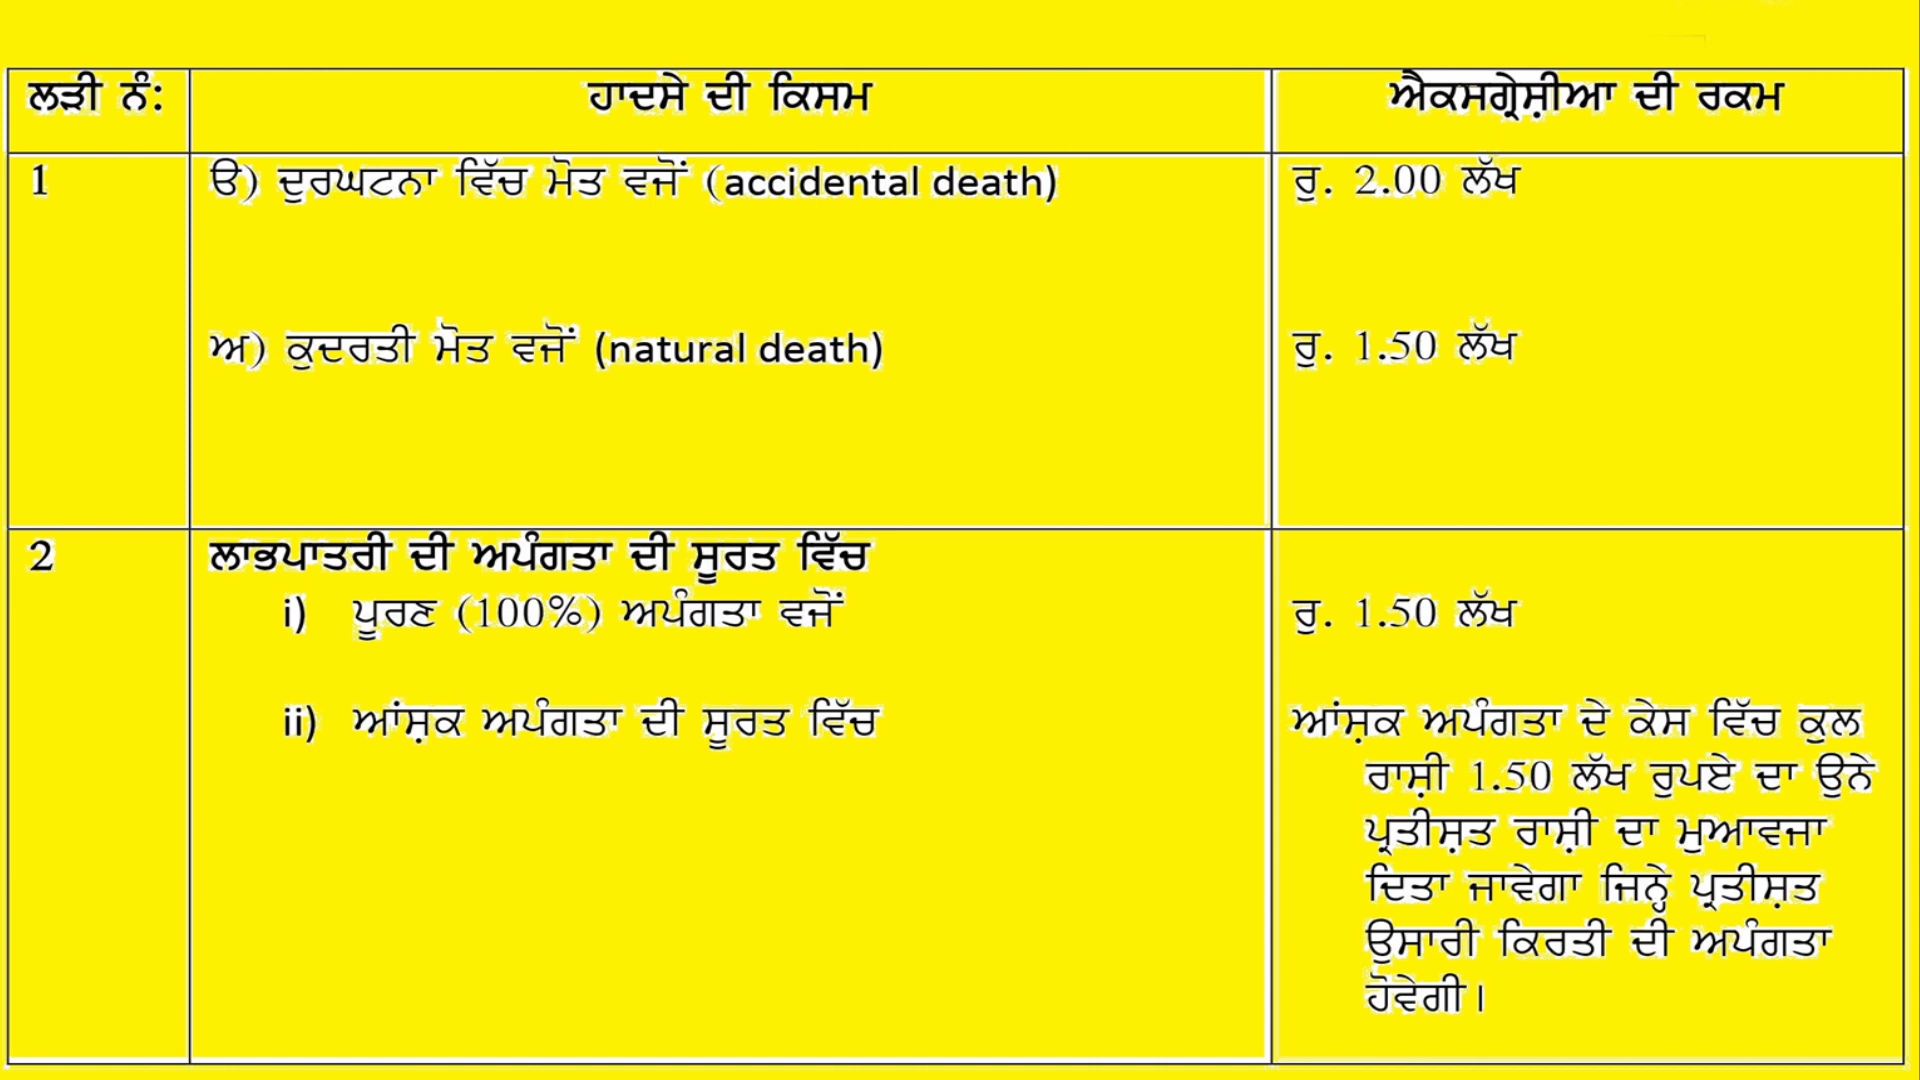 ਲੜੀ ਨੰ: ਹਾਦਸੇ ਦੀ ਕਿਸਮ ਐਕਸਗ੍ਰੇਸ਼ੀਆ ਦੀ ਰਕਮ
1 ੳ) ਦੁਰਘਟਨਾ ਵਿੱਚ ਮੋਤ ਵਜੋਂ (accidental death) ਰੁ. 2.00 ਲੱਖ
ਅ) ਕੁਦਰਤੀ ਮੋਤ ਵਜੋਂ (natural death) ਰੁ. 1.50 ਲੱਖ
2 ਲਾਭਪਾਤਰੀ ਦੀ ਅਪੰਗਤਾ ਦੀ ਸੂਰਤ ਵਿੱਚ
i) ਪੂਰਣ (100%) ਅਪੰਗਤਾ ਵਜੋਂ ਰੁ. 1.50 ਲੱਖ
ii) ਆਂਸ਼ਕ ਅਪੰਗਤਾ ਦੀ ਸੂਰਤ ਵਿੱਚ ਆਂਸ਼ਕ ਅਪੰਗਤਾ ਦੇ ਕੇਸ ਵਿੱਚ ਕੁਲ
ਰਾਸ਼ੀ 1.50 ਲੱਖ ਰੁਪਏ ਦਾ ਉਨੇ
ਪ੍ਰਤੀਸ਼ਤ ਰਾਸ਼ੀ ਦਾ ਮੁਆਵਜਾ
ਦਿਤਾ ਜਾਵੇਗਾ ਜਿਨ੍ਹੇ ਪ੍ਰਤੀਸ਼ਤ
ਉਸਾਰੀ ਕਿਰਤੀ ਦੀ ਅਪੰਗਤਾ
ਹੋਵੇਗੀ।